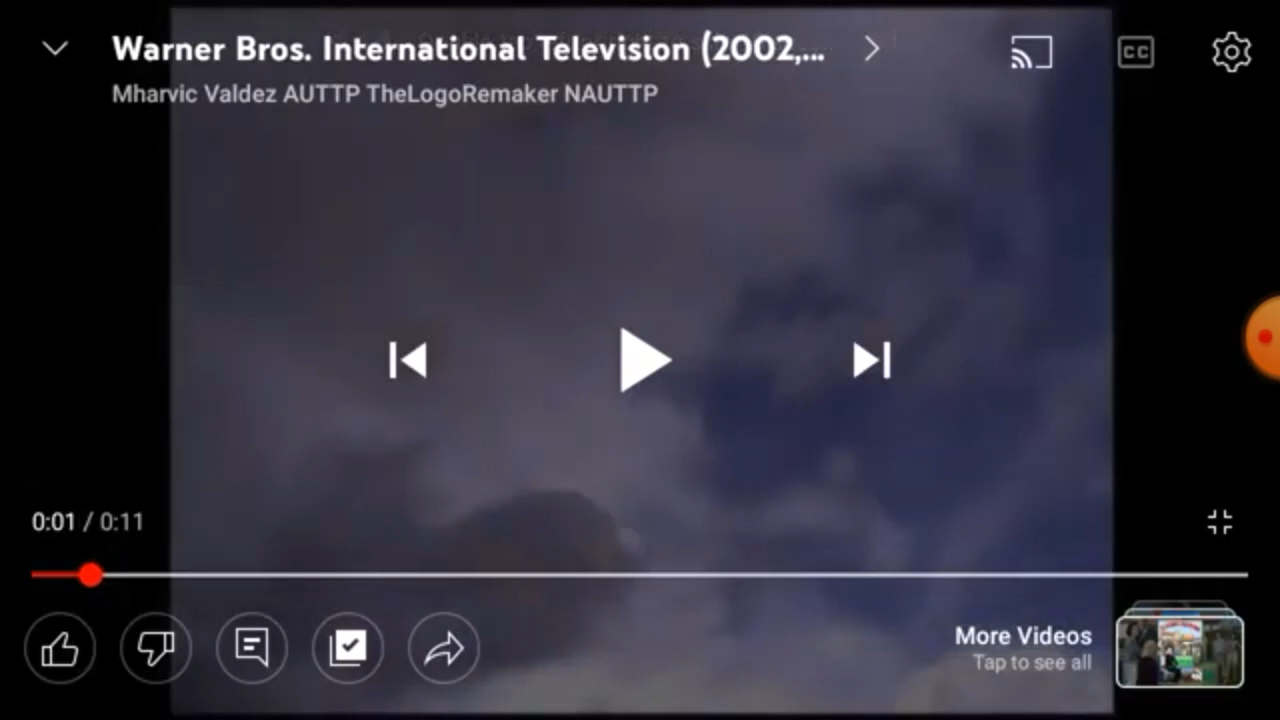 Warner Bros. International Television (2002,...
Mharvic Valdez AUTTP TheLogoRemaker NAUTTP
CC
0:01 / 0:11
More Videos
Tap to see all